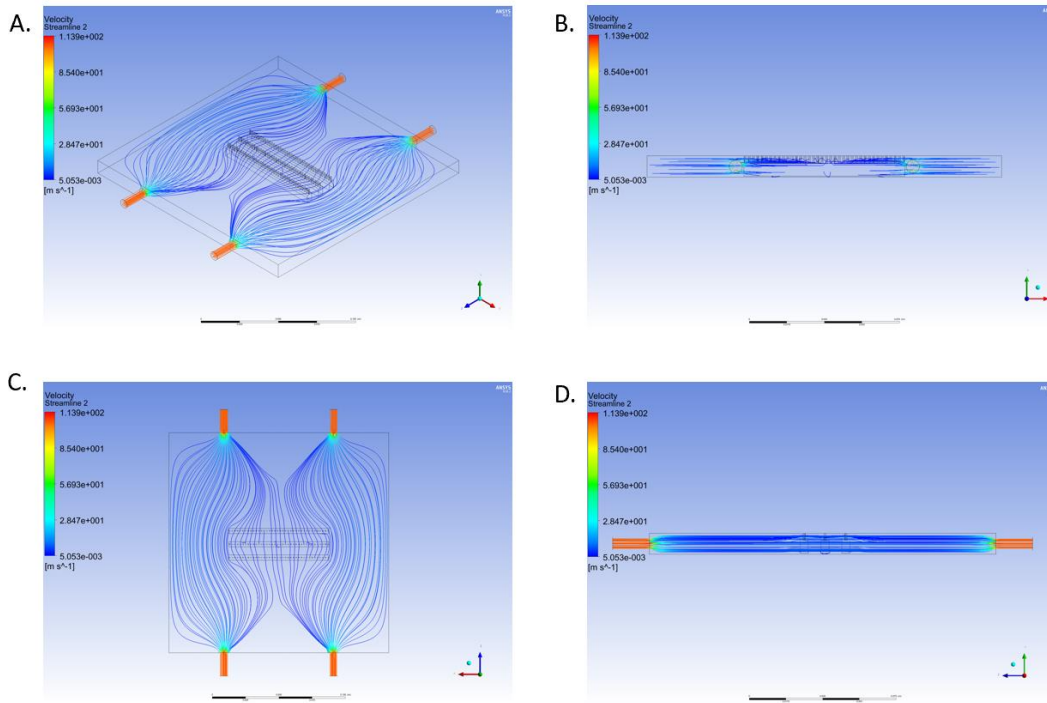 A.
ANSYS
Velocity
Streamline 2
1.139e+002
8.540e+001
5.693e+001
2.847e+001
5.053e-003
[m s^-1]
B.
Velocity
Streamline 2
1.139e+002
8.540e+001
5.693e+001
2.847e+001
5.053e-003
[m s^-1]
C.
ANSYS
Velocity
Streamline 2
1.139e+002
8.540e+001
5.693e+001
2.847e+001
5.053e-003
[m s^-1]
D.
Velocity
Streamline 2
1.139e+002
8.540e+001
5.693e+001
2.847e+001
5.053e-003
[m s^-1]